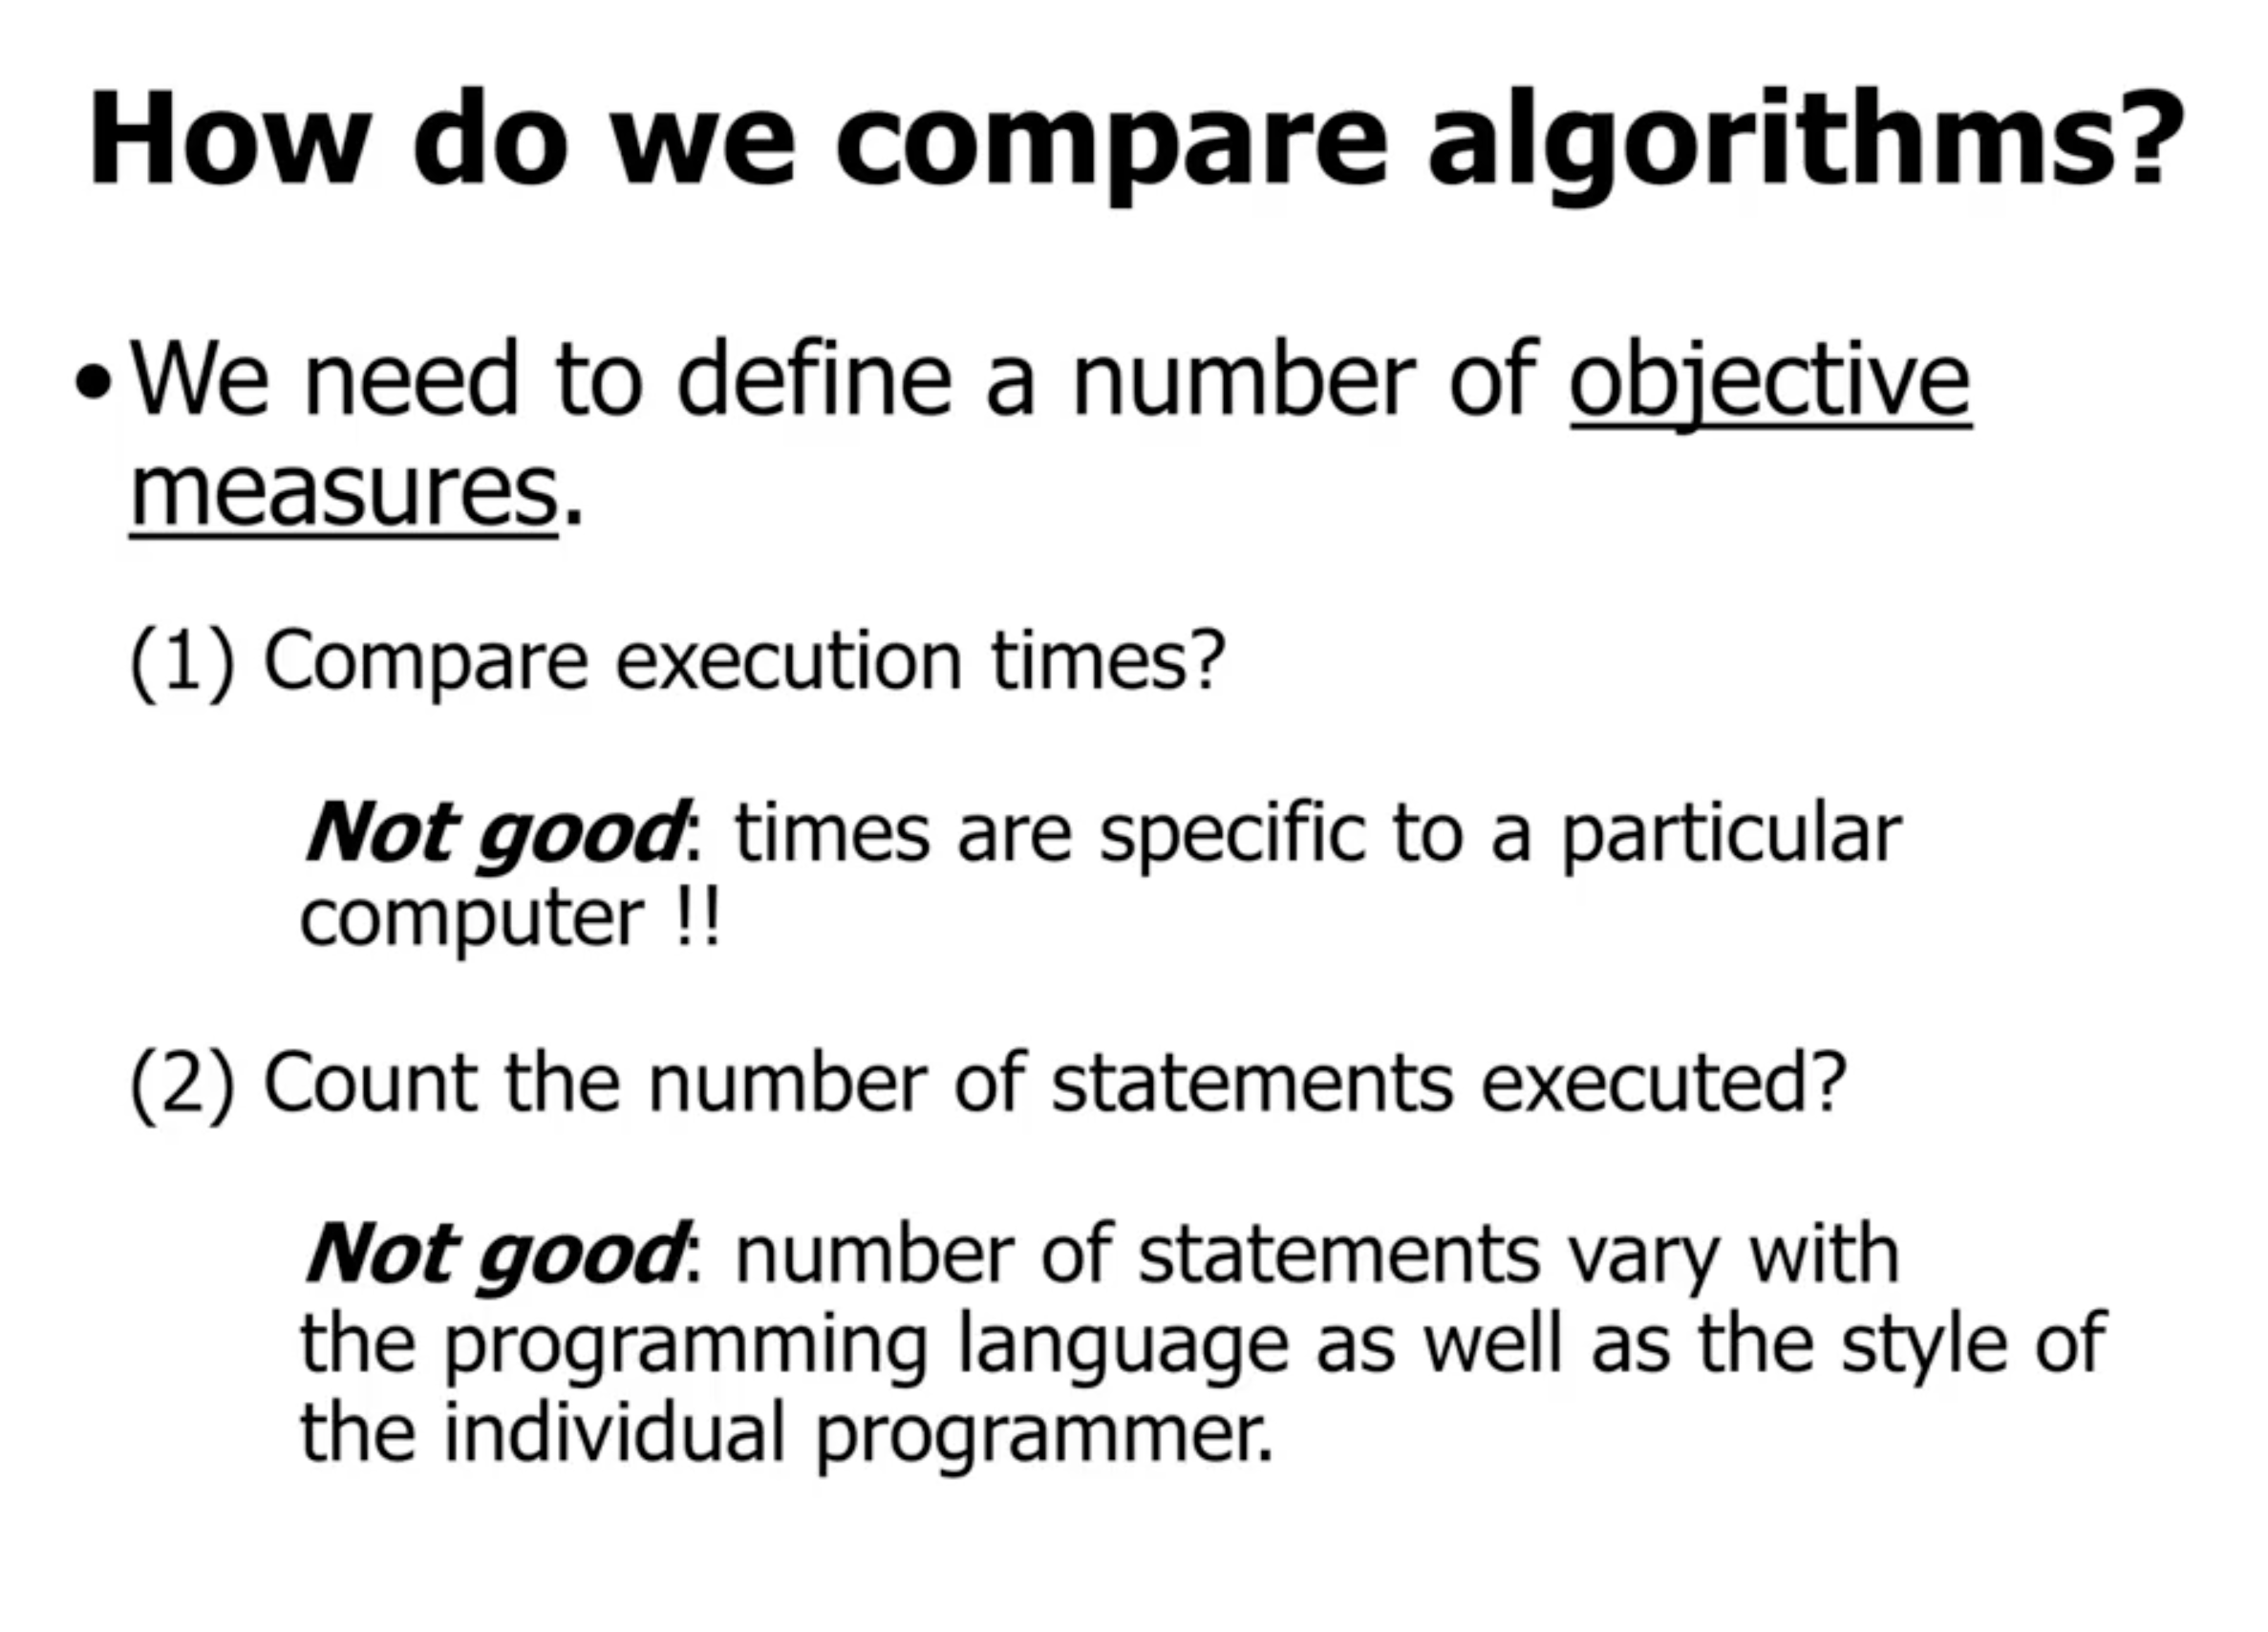 How do we compare algorithms?
•We need to define a number of objective
measures.
(1) Compare execution times?
Not good: times are specific to a particular
computer !!
(2) Count the number of statements executed?
Not good: number of statements vary with
the programming language as well as the style of
the individual programmer.